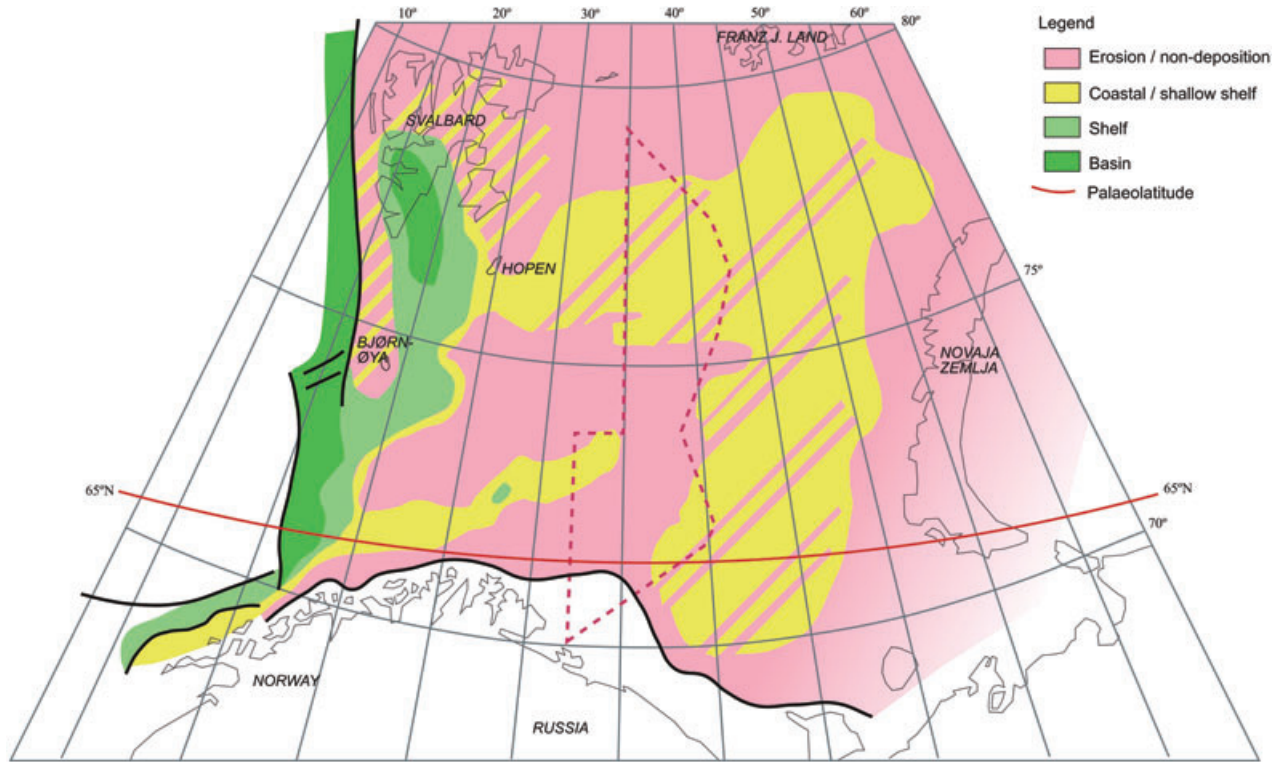 10º
20º
30º
40º
50º
60º
80º
FRANZ J. LAND
SVALBARD
HOPEN
75º
BJØRN-
ØYA
NOVAJA
ZEMLJA
65ºN
65ºN
70º
NORWAY
RUSSIA
Legend
Erosion / non-deposition
Coastal / shallow shelf
Shelf
Basin
Palaeolatitude